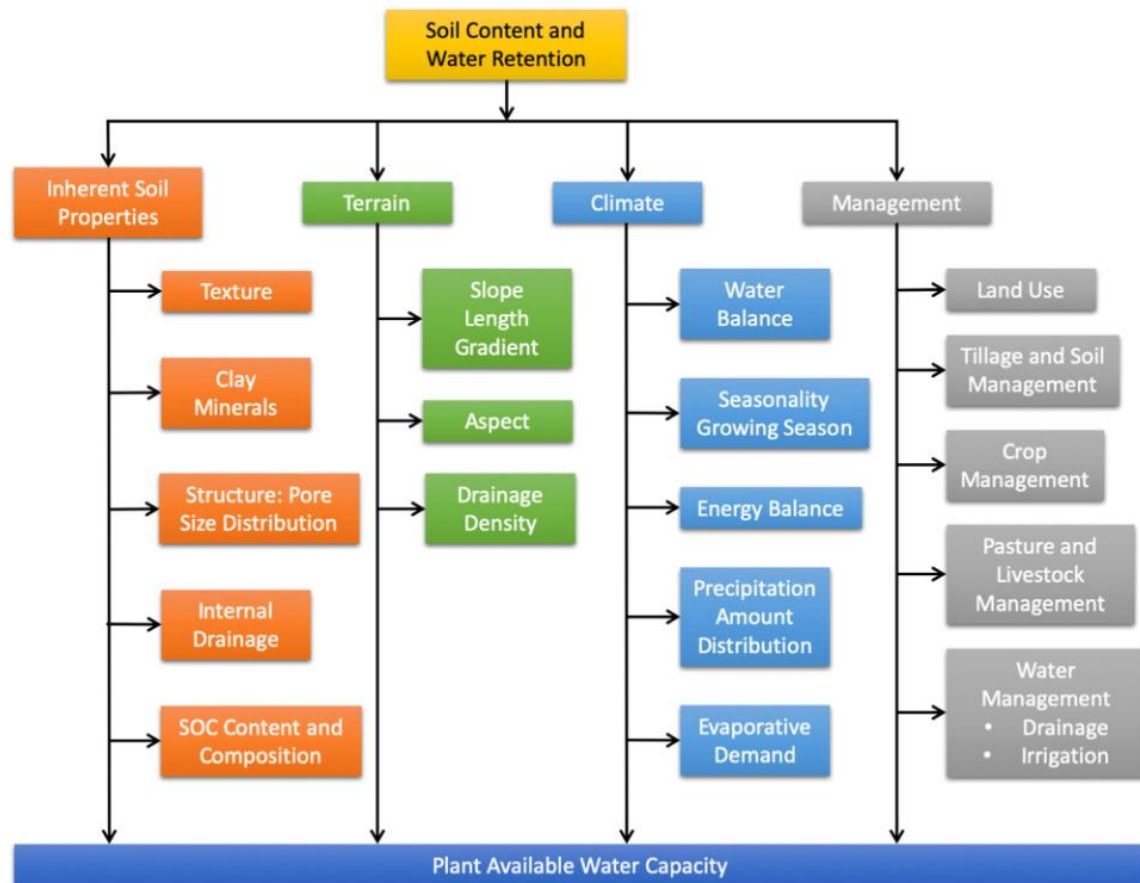 Soil Content and
Water Retention
Inherent Soil
Properties
Terrain
Climate
Management
Texture
Clay
Minerals
Structure: Pore
Size Distribution
Internal
Drainage
SOC Content and
Composition
Slope
Length
Gradient
Aspect
Drainage
Density
Water
Balance
Seasonality
Growing Season
Energy Balance
Precipitation
Amount
Distribution
Evaporative
Demand
Land Use
Tillage and Soil
Management
Crop
Management
Pasture and
Livestock
Management
Water
Management
• Drainage
• Irrigation
Plant Available Water Capacity